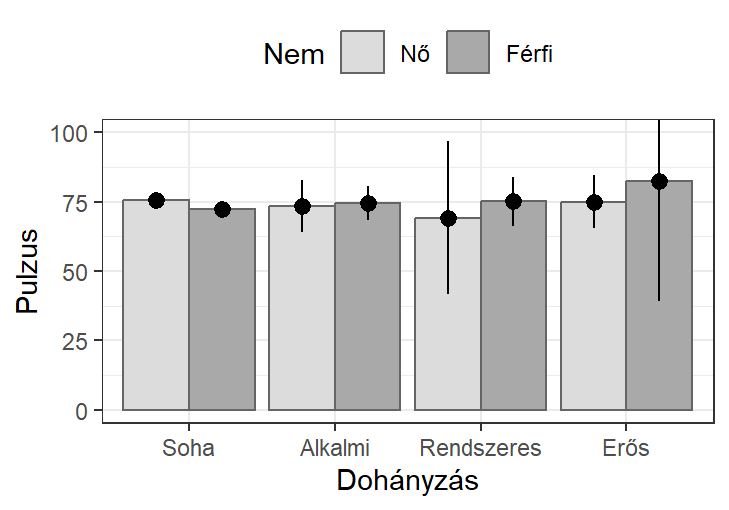 Nem Nő Férfi
100
75
50
25
0
Pulzus
Soha Alkalmi Rendszeres Erős
Dohányzás